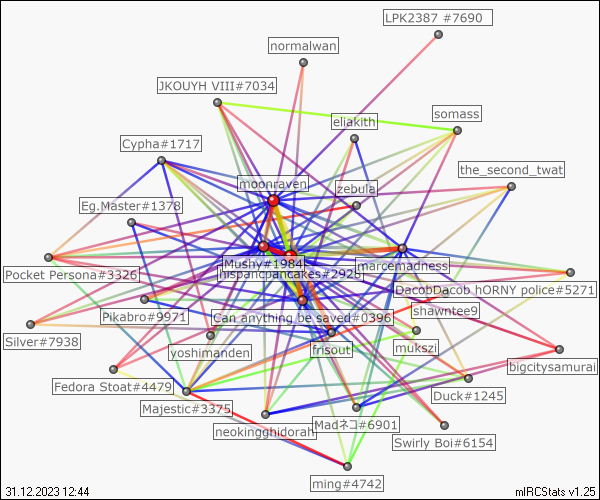 LPK2387 #7690
normalwan
JKOUYH VIII#7034
somass
eliakith
Cypha#1717
the_second_twat
moonraven
zebula
Eg.Master#1378
Mushy#1984
marcemadness
Pocket Persona#3326
hispanicpancakes#2928
DacobDacob hORNY police#5271
shawntee9
Pikabro#9971
Can anything be saved#0396
Silver#7938
yoshimanden
frisout
mukszi
bigcitysamurai
Fedora Stoat#4479
Duck#1245
Majestic#3375
neokingghidorah
Madネコ#6901
Swirly Boi#6154
ming#4742
31.12.2023 12:44
mIRCStats v1.25